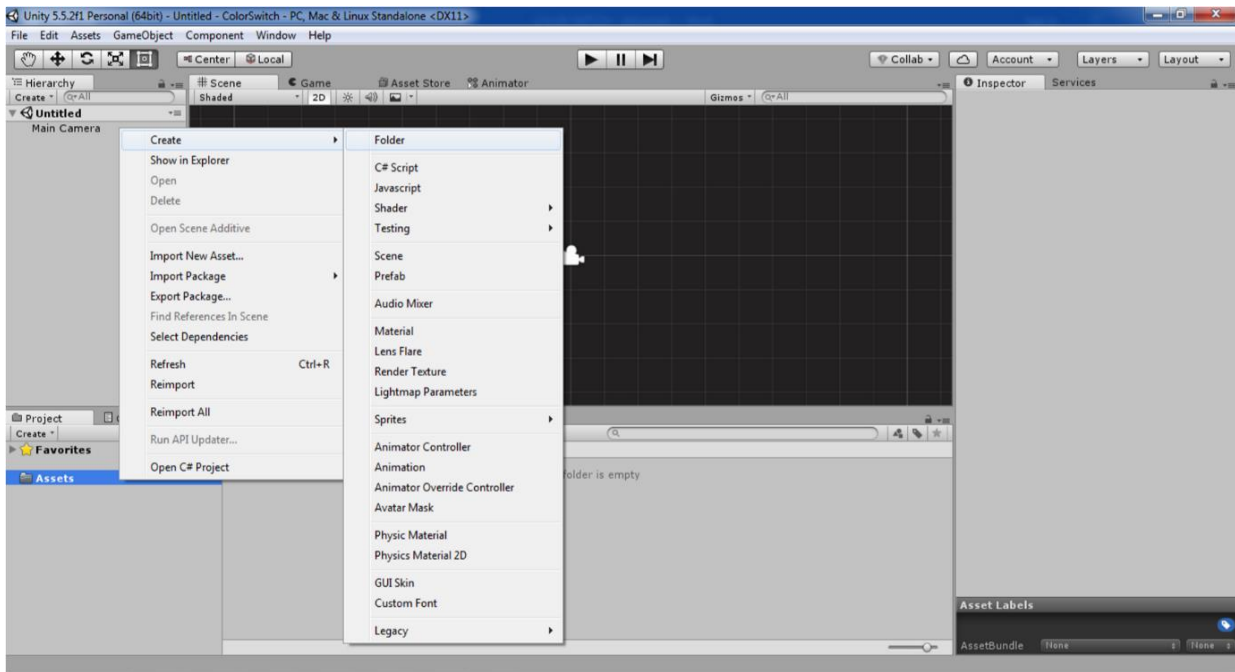 Unity 5.5.2f1 Personal (64bit) - Untitled - ColorSwitch - PC, Mac & Linux Standalone <DX11>
File Edit Assets GameObject Component Window Help
Center Local Collab Account Layers Layout
Hierarchy Scene Game Asset Store Animator Inspector Services
Create All Shaded 2D Gizmos All
Untitled
Main Camera
Create
Show in Explorer
Open
Delete
Open Scene Additive
Import New Asset...
Import Package
Export Package...
Find References In Scene
Select Dependencies
Refresh Ctrl+R
Reimport
Reimport All
Run API Updater...
Open C# Project
Folder
C# Script
Javascript
Shader
Testing
Scene
Prefab
Audio Mixer
Material
Lens Flare
Render Texture
Lightmap Parameters
Sprites
Animator Controller
Animation
Animator Override Controller
Avatar Mask
Physic Material
Physics Material 2D
GUI Skin
Custom Font
Legacy
Project
Create
Favorites
Assets
folder is empty
Asset Labels
AssetBundle None None